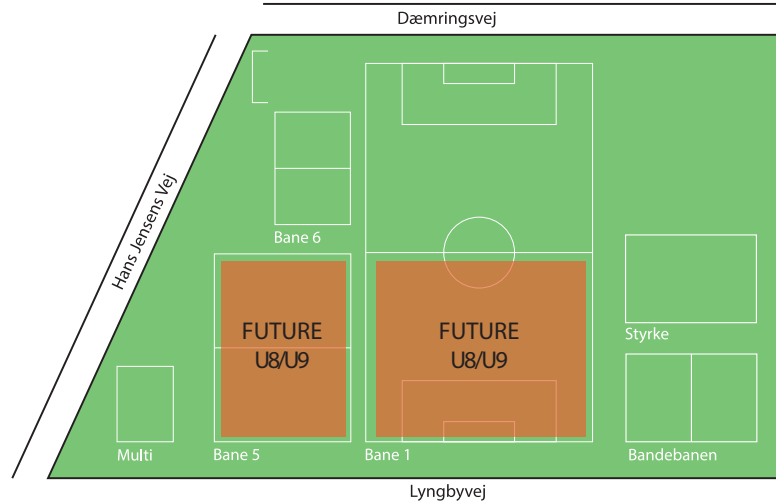 Dæmringsvej
Hans Jensens Vej
Bane 6
FUTURE
U8/U9
FUTURE
U8/U9
Styrke
Multi
Bane 5
Bane 1
Bandebanen
Lyngbyvej